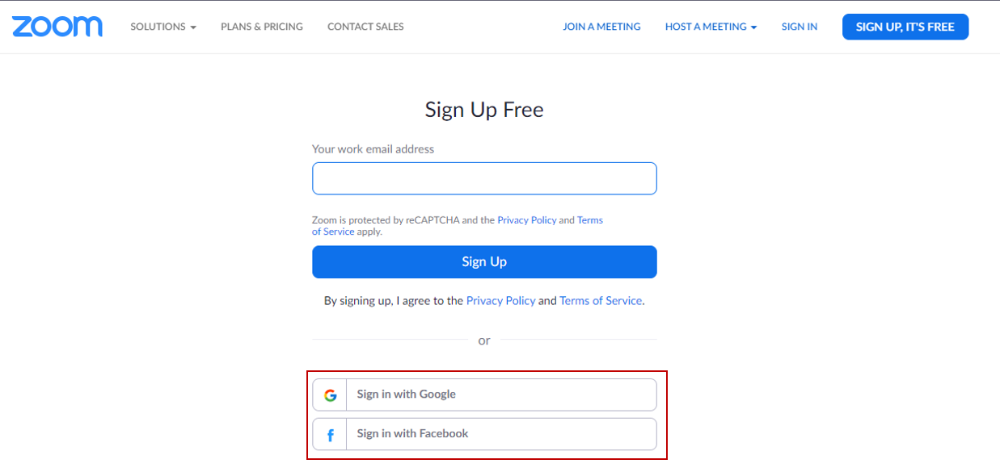 zoom SOLUTIONS PLANS & PRICING CONTACT SALES JOIN A MEETING HOST A MEETING SIGN IN SIGN UP, IT'S FREE
Sign Up Free
Your work email address
Zoom is protected by reCAPTCHA and the Privacy Policy and Terms
of Service apply.
Sign Up
By signing up, I agree to the Privacy Policy and Terms of Service.
or
Sign in with Google
Sign in with Facebook